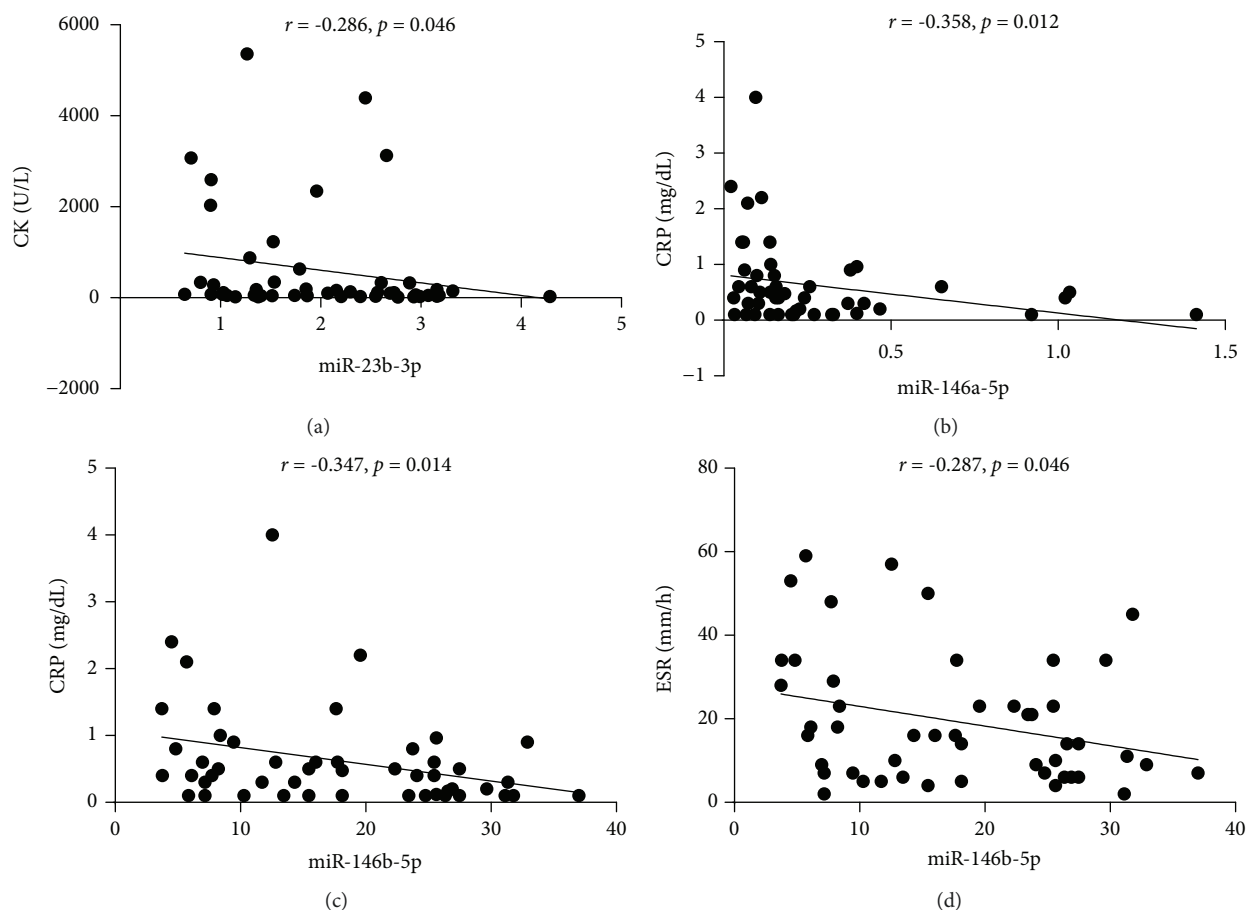 r = -0.286, p = 0.046
6000
4000
2000
0
−2000
CK (U/L)
1
2
3
4
5
miR-23b-3p
(a)
r = -0.358, p = 0.012
5
4
3
2
1
0
−1
CRP (mg/dL)
0.5
1.0
1.5
miR-146a-5p
(b)
r = -0.347, p = 0.014
5
4
3
2
1
0
CRP (mg/dL)
0
10
20
30
40
miR-146b-5p
(c)
r = -0.287, p = 0.046
80
60
40
20
0
ESR (mm/h)
0
10
20
30
40
miR-146b-5p
(d)